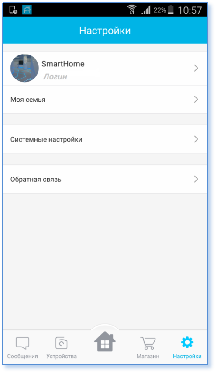 22% 10:57
Настройки
SmartHome
Логин
Моя семья
Системные настройки
Обратная связь
Сообщения Устройства Магазин Настройки